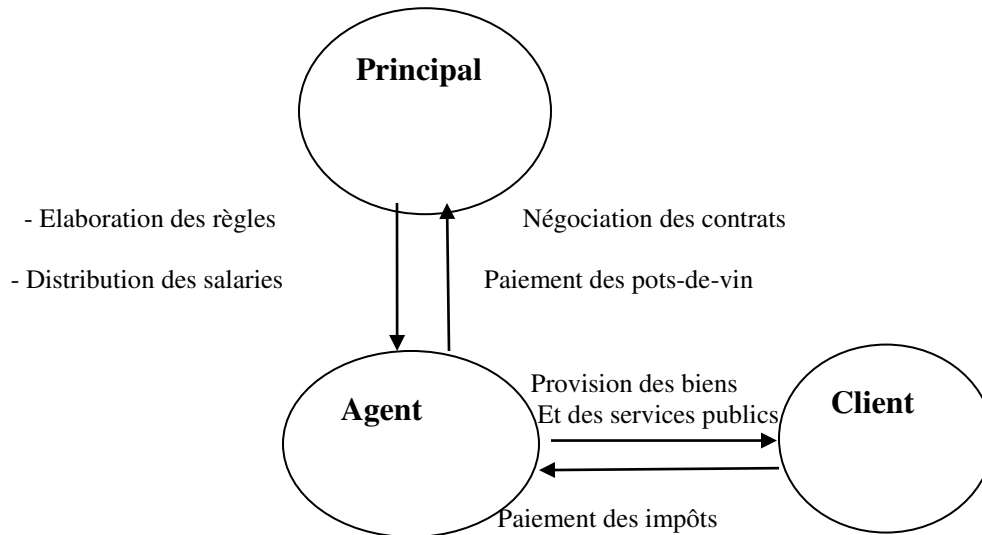 Principal
- Elaboration des règles
Négociation des contrats
- Distribution des salaries
Paiement des pots-de-vin
Agent
Provision des biens
Et des services publics
Client
Paiement des impôts